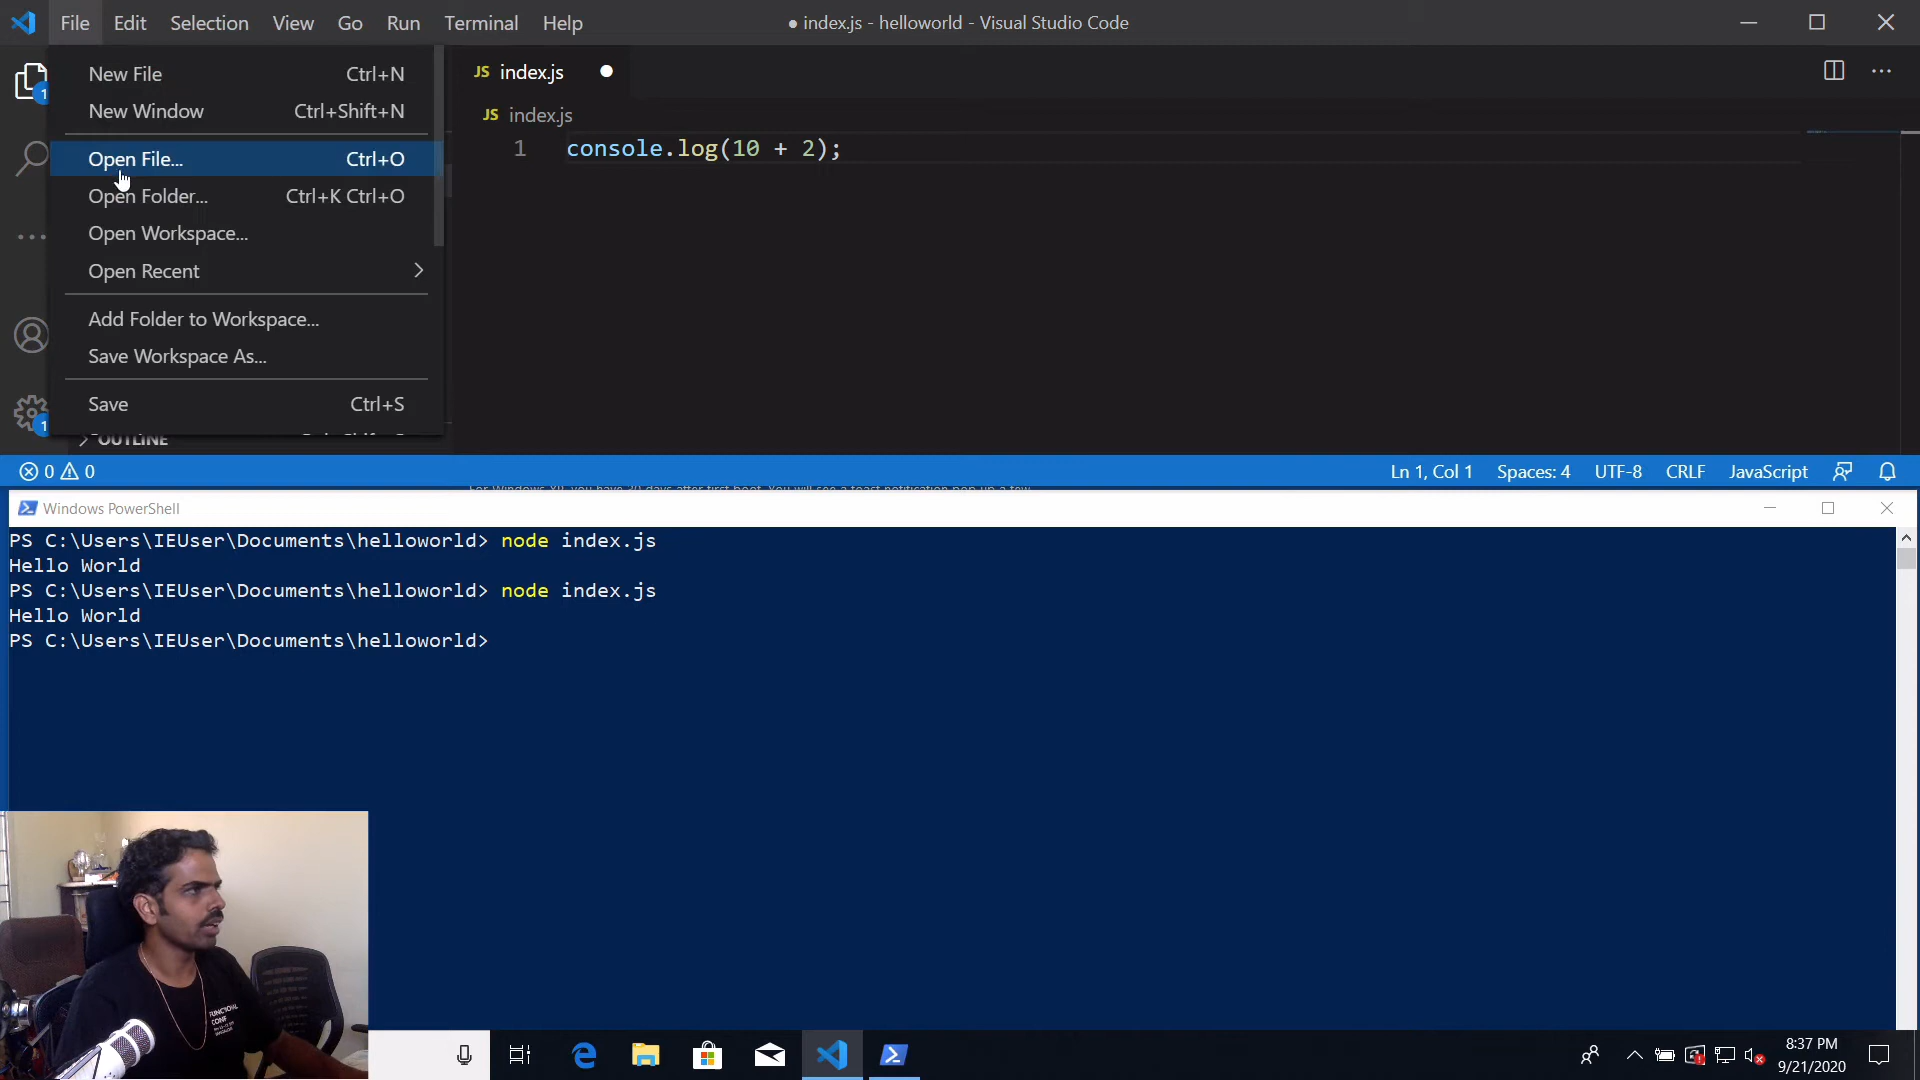 File Edit Selection View Go Run Terminal Help
● index.js - helloworld - Visual Studio Code
New File Ctrl+N
New Window Ctrl+Shift+N
Open File... Ctrl+O
Open Folder... Ctrl+K Ctrl+O
Open Workspace...
Open Recent
Add Folder to Workspace...
Save Workspace As...
Save Ctrl+S
OUTLINE
1
1
JS index.js
JS index.js
1 console.log(10 + 2);
0 0
Ln 1, Col 1 Spaces: 4 UTF-8 CRLF JavaScript
Windows PowerShell
PS C:\Users\IEUser\Documents\helloworld> node index.js
Hello World
PS C:\Users\IEUser\Documents\helloworld> node index.js
Hello World
PS C:\Users\IEUser\Documents\helloworld>
FUNCTIONAL
CONF
8:37 PM
9/21/2020